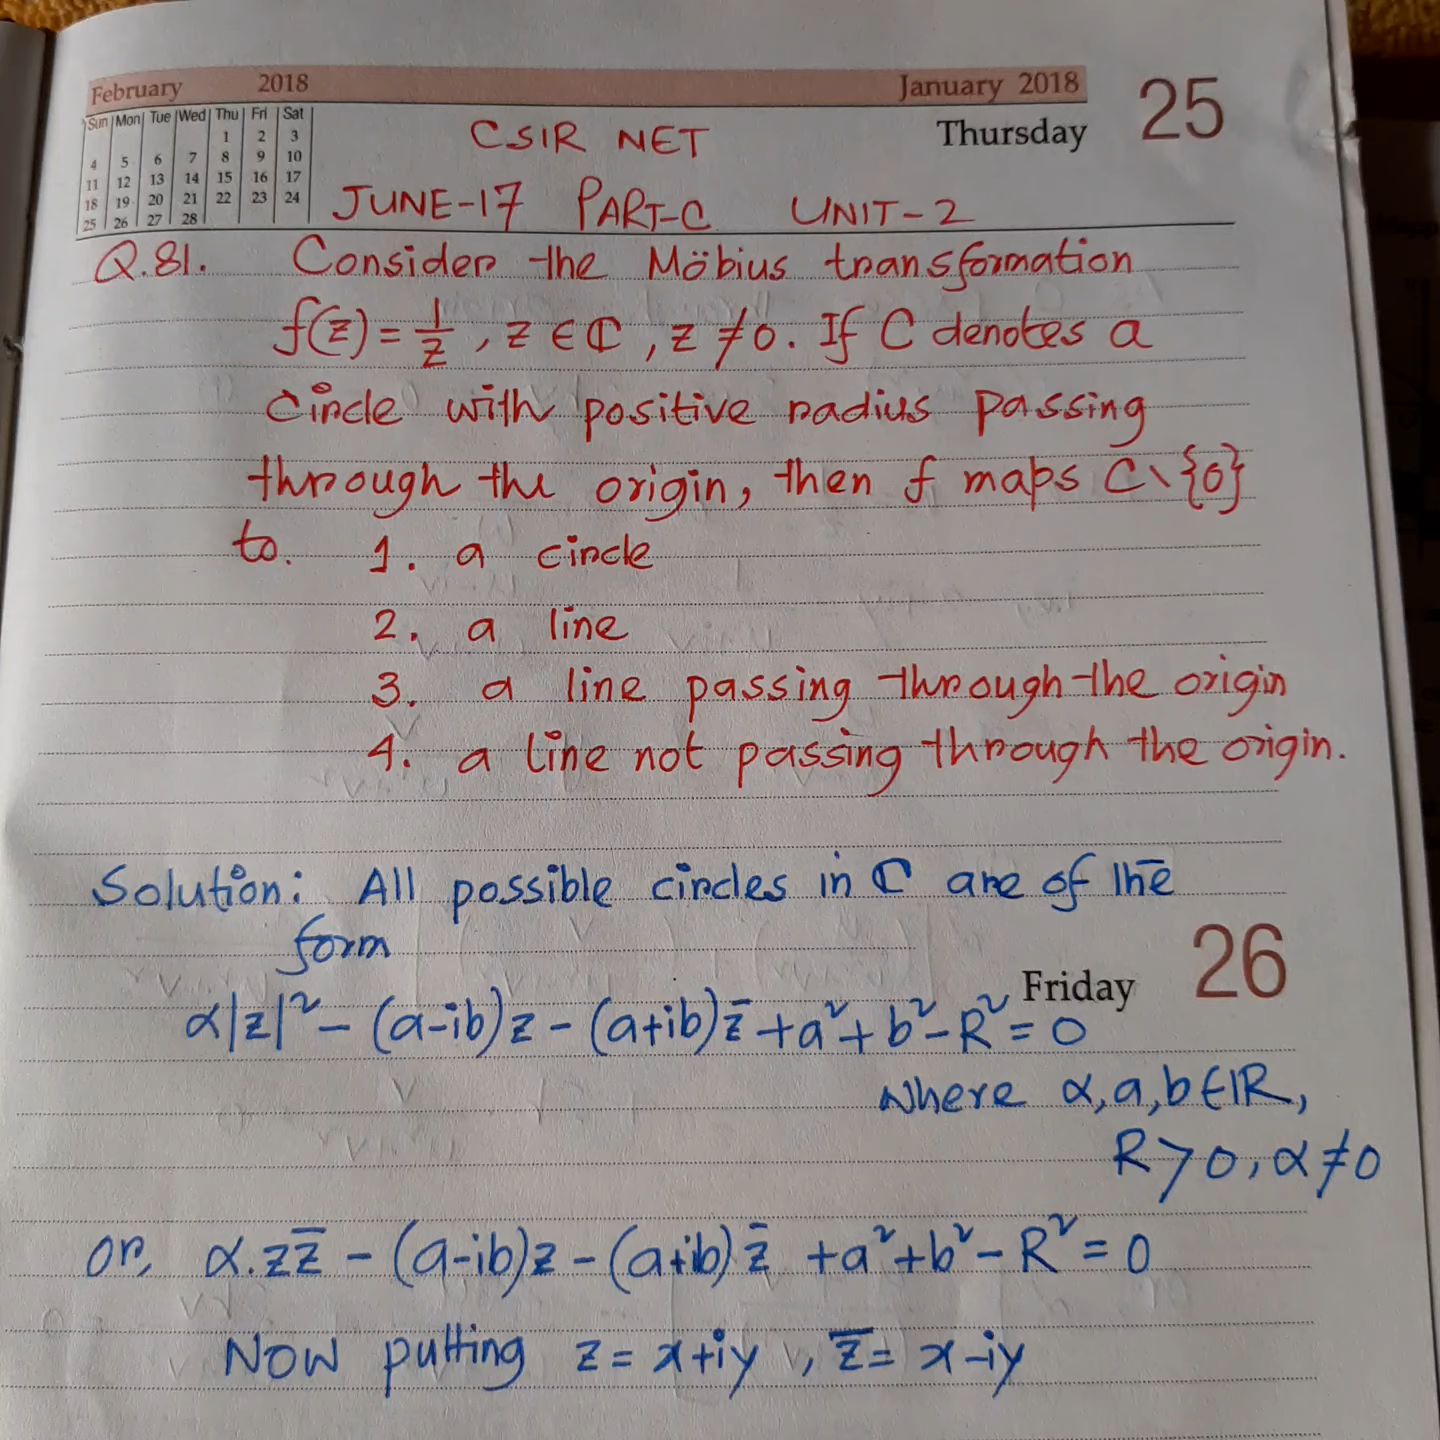 February 2018 January 2018 25
Sun Mon Tue Wed Thu Fri Sat Thursday
1 2 3
4 5 6 7 8 9 10
11 12 13 14 15 16 17
18 19 20 21 22 23 24
25 26 27 28
CSIR NET
JUNE-17 PART-C UNIT-2
Q.81. Consider the Möbius transformation
f(z) = 1/z , z ∈ ℂ , z ≠ 0. If C denotes a
circle with positive radius passing
through the origin, then f maps C\{0}
to. 1. a circle
2. a line
3. a line passing through the origin
4. a line not passing through the origin.
Solution: All possible circles in ℂ are of the
form
26
Friday
α|z|² - (a-ib)z - (a+ib)z̄ + a² + b² - R² = 0
Where α, a, b ∈ ℝ,
R > 0, α ≠ 0
or, α.zz̄ - (a-ib)z - (a+ib)z̄ + a² + b² - R² = 0
Now putting z = x+iy , z̄ = x-iy